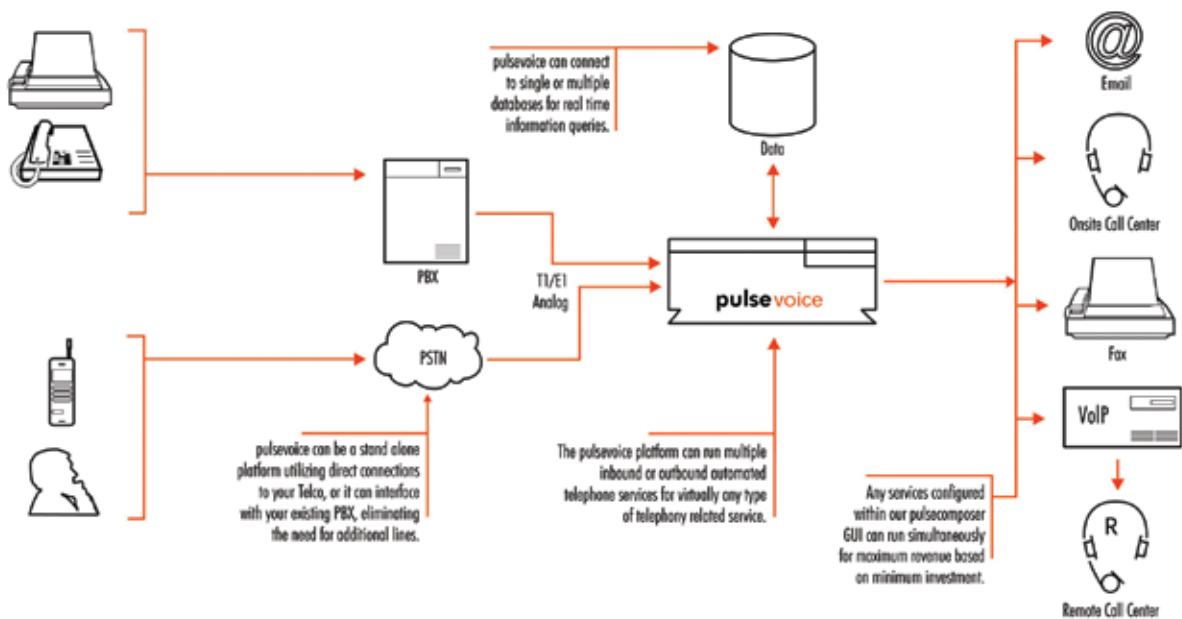 pulsevoice can connect
to single or multiple
databases for real time
information queries.
Data
@
Email
Onsite Call Center
PBX
T1/E1
Analog
pulsevoice
PSTN
Fax
VoIP
pulsevoice can be a stand alone
platform utilizing direct connections
to your Telco, or it can interface
with your existing PBX, eliminating
the need for additional lines.
The pulsevoice platform can run multiple
inbound or outbound automated
telephone services for virtually any type
of telephony related service.
Any services configured
within our pulsecomposer
GUI can run simultaneously
for maximum revenue based
on minimum investment.
R
Remote Call Center